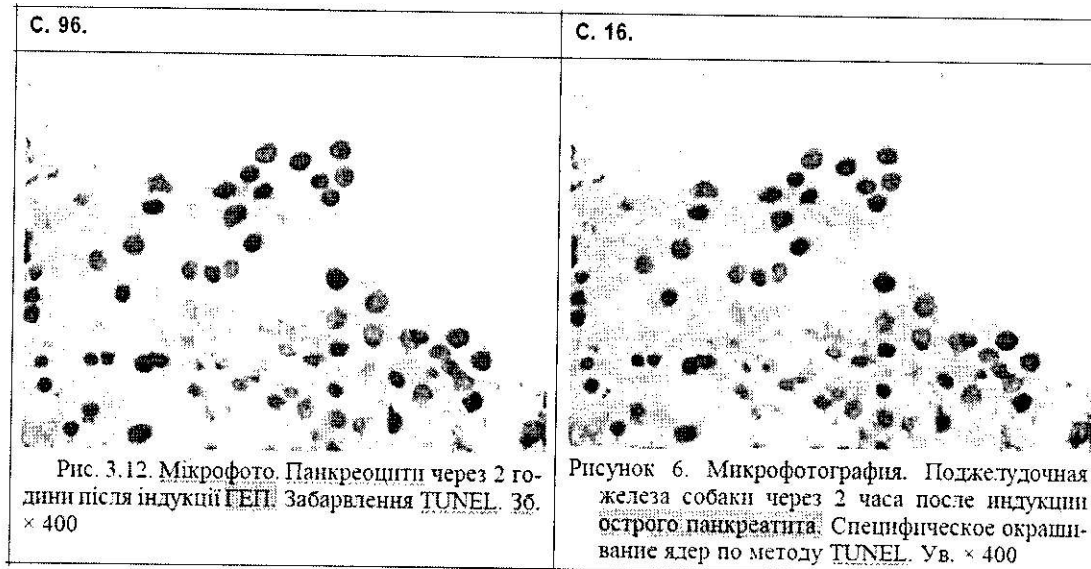 С. 96.
Рис. 3.12. Мікрофото. Панкреоцити через 2 го-
дини після індукції ГЕП. Забарвлення TUNEL. Зб.
× 400
С. 16.
Рисунок 6. Микрофотография. Поджелудочная
железа собаки через 2 часа после индукции
острого панкреатита. Специфическое окраши-
вание ядер по методу TUNEL. Ув. × 400